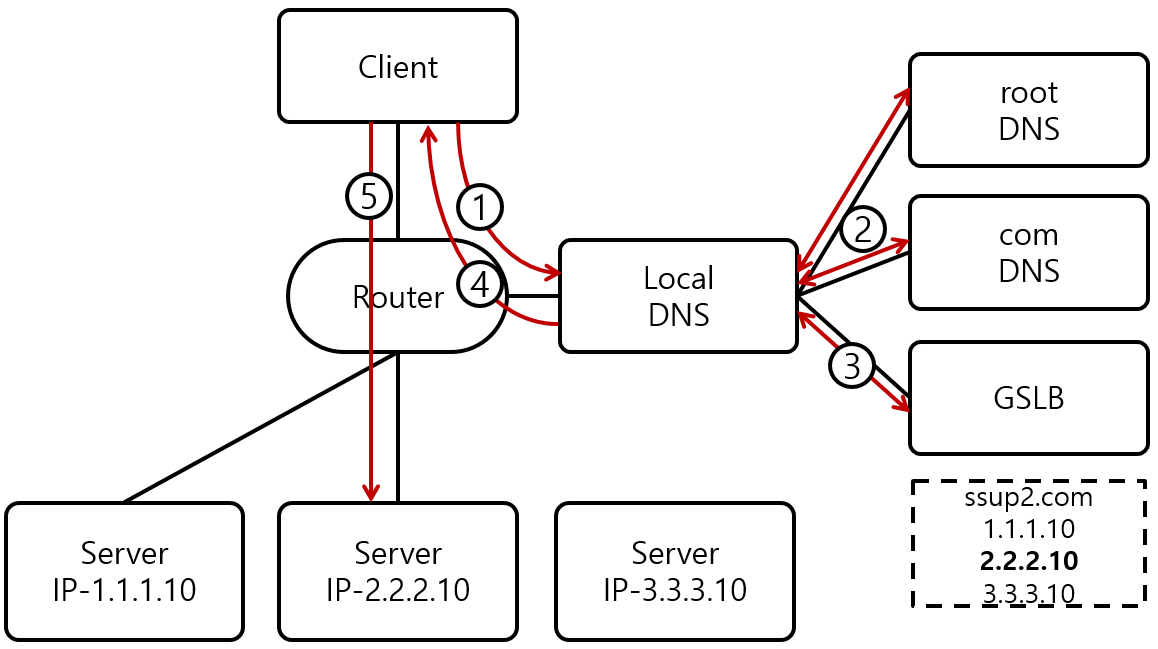 Client
root
DNS
5
1
2
com
DNS
Local
DNS
4
Router
3
GSLB
ssup2.com
1.1.1.10
2.2.2.10
3.3.3.10
Server
IP-1.1.1.10
Server
IP-2.2.2.10
Server
IP-3.3.3.10